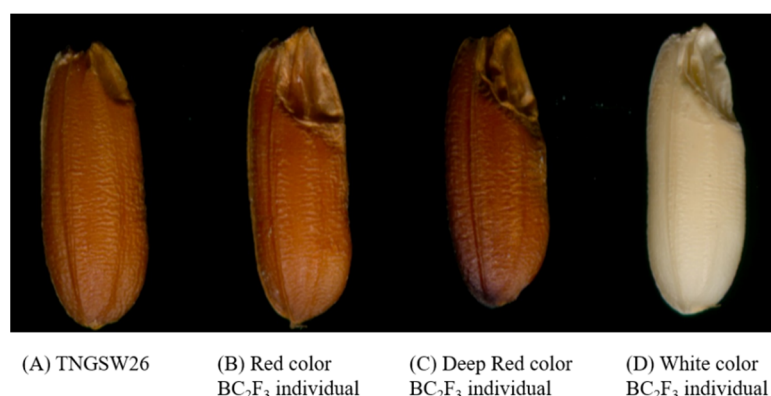 (A) TNGSW26
(B) Red color
BC₂F₃ individual
(C) Deep Red color
BC₂F₃ individual
(D) White color
BC₂F₃ individual